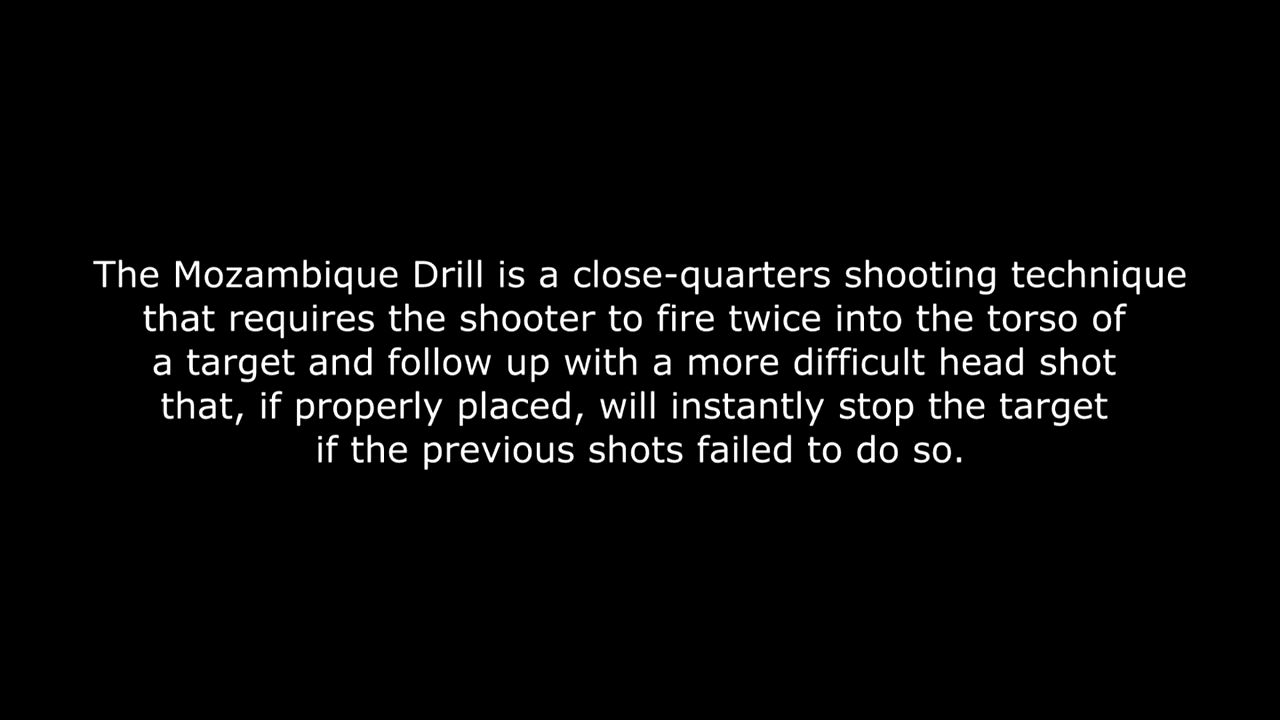 The Mozambique Drill is a close-quarters shooting technique
that requires the shooter to fire twice into the torso of
a target and follow up with a more difficult head shot
that, if properly placed, will instantly stop the target
if the previous shots failed to do so.